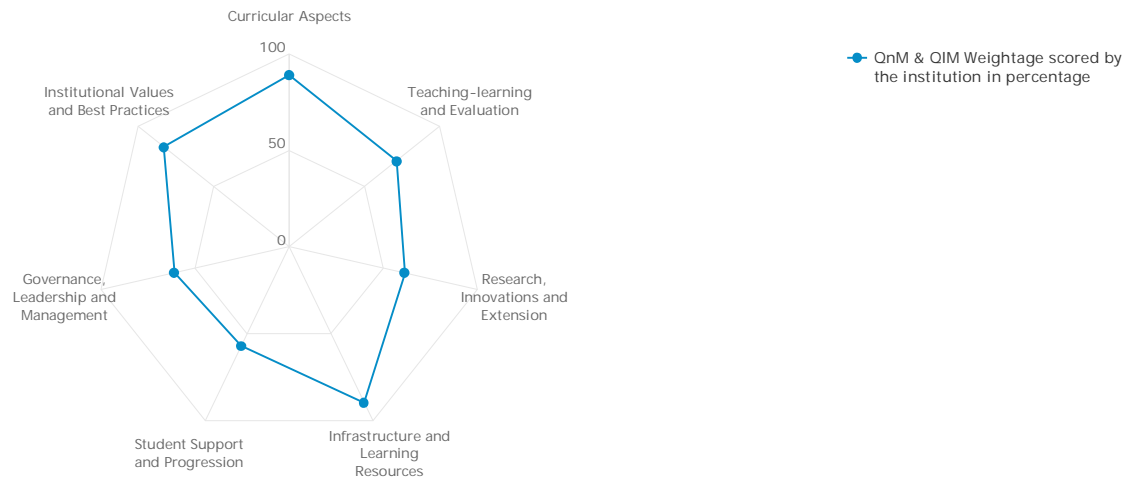 Curricular Aspects
100
Institutional Values
and Best Practices
Teaching-learning
and Evaluation
50
0
Governance,
Leadership and
Management
Research,
Innovations and
Extension
Student Support
and Progression
Infrastructure and
Learning
Resources
QnM & QIM Weightage scored by
the institution in percentage